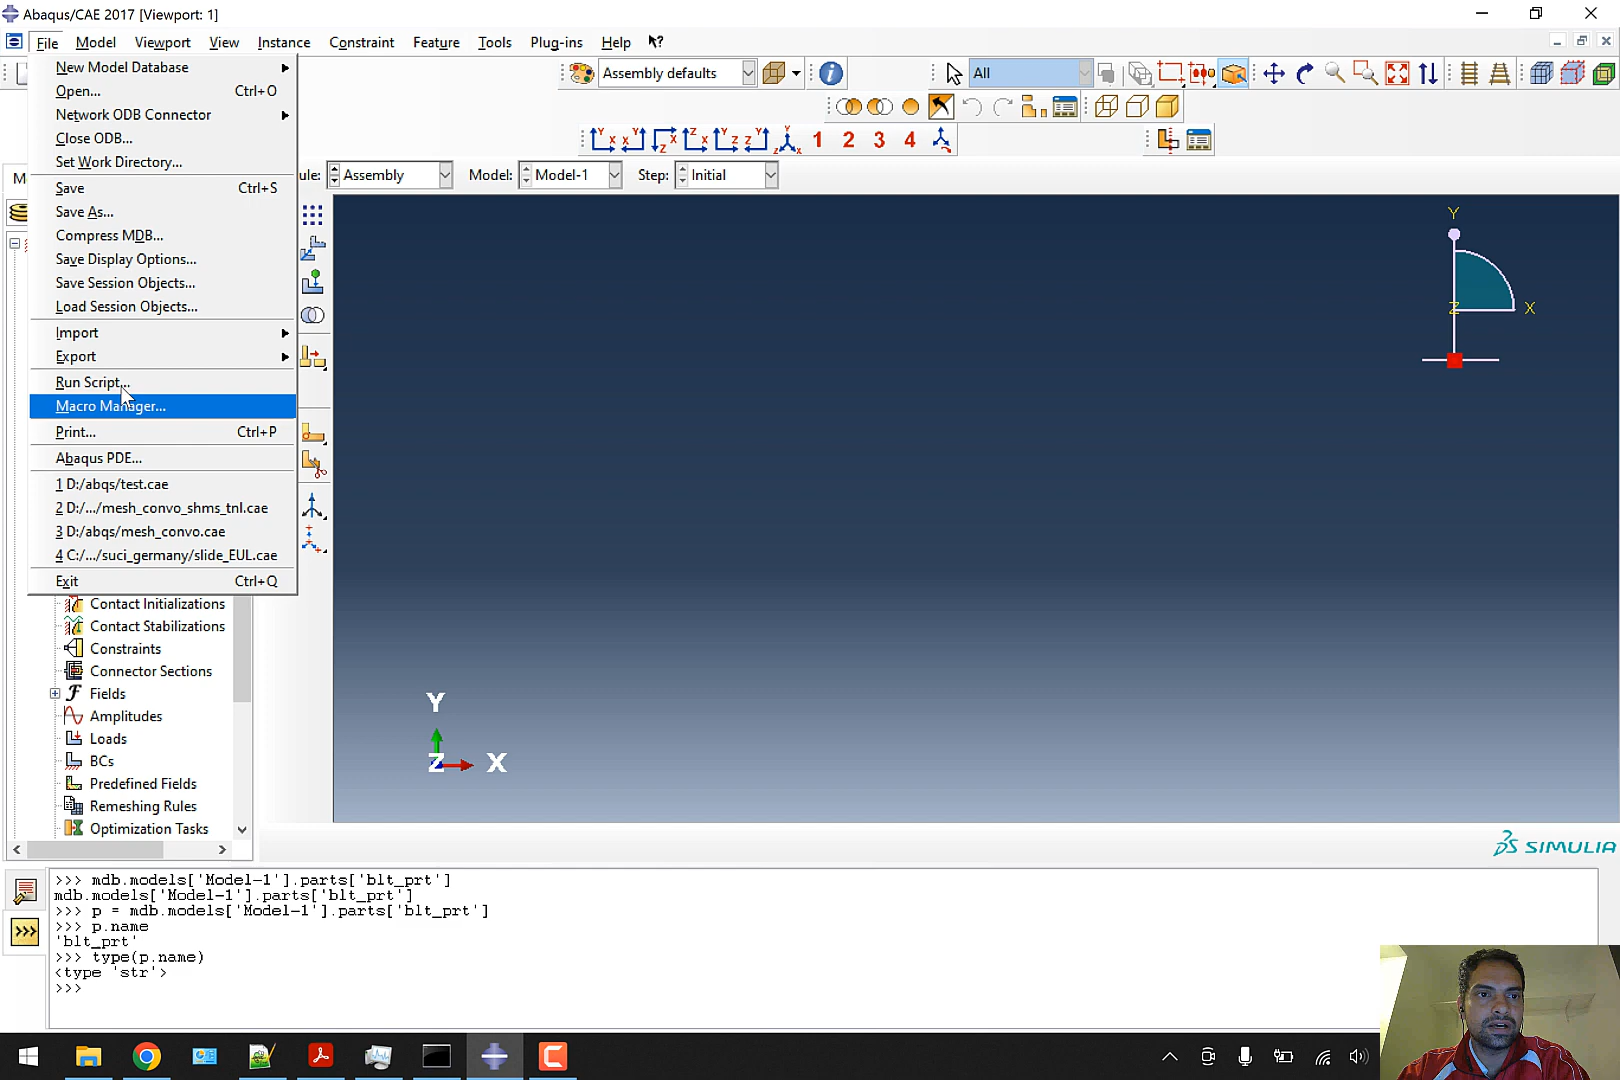 Abaqus/CAE 2017 [Viewport: 1]
File Model Viewport View Instance Constraint Feature Tools Plug-ins Help
New Model Database
Open... Ctrl+O
Network ODB Connector
Close ODB...
Set Work Directory...
Save Ctrl+S
Save As...
Compress MDB...
Save Display Options...
Save Session Objects...
Load Session Objects...
Import
Export
Run Script...
Macro Manager...
Print... Ctrl+P
Abaqus PDE...
1 D:/abqs/test.cae
2 D:/.../mesh_convo_shms_tnl.cae
3 D:/abqs/mesh_convo.cae
4 C:/.../suci_germany/slide_EUL.cae
Exit Ctrl+Q
Assembly defaults
All
1 2 3 4
M
ule: Assembly Model: Model-1 Step: Initial
Y
Z X
Y
Z X
Contact Initializations
Contact Stabilizations
Constraints
Connector Sections
Fields
Amplitudes
Loads
BCs
Predefined Fields
Remeshing Rules
Optimization Tasks
SIMULIA
>>> mdb.models['Model-1'].parts['blt_prt']
mdb.models['Model-1'].parts['blt_prt']
>>> p = mdb.models['Model-1'].parts['blt_prt']
>>> p.name
'blt_prt'
>>> type(p.name)
<type 'str'>
>>>